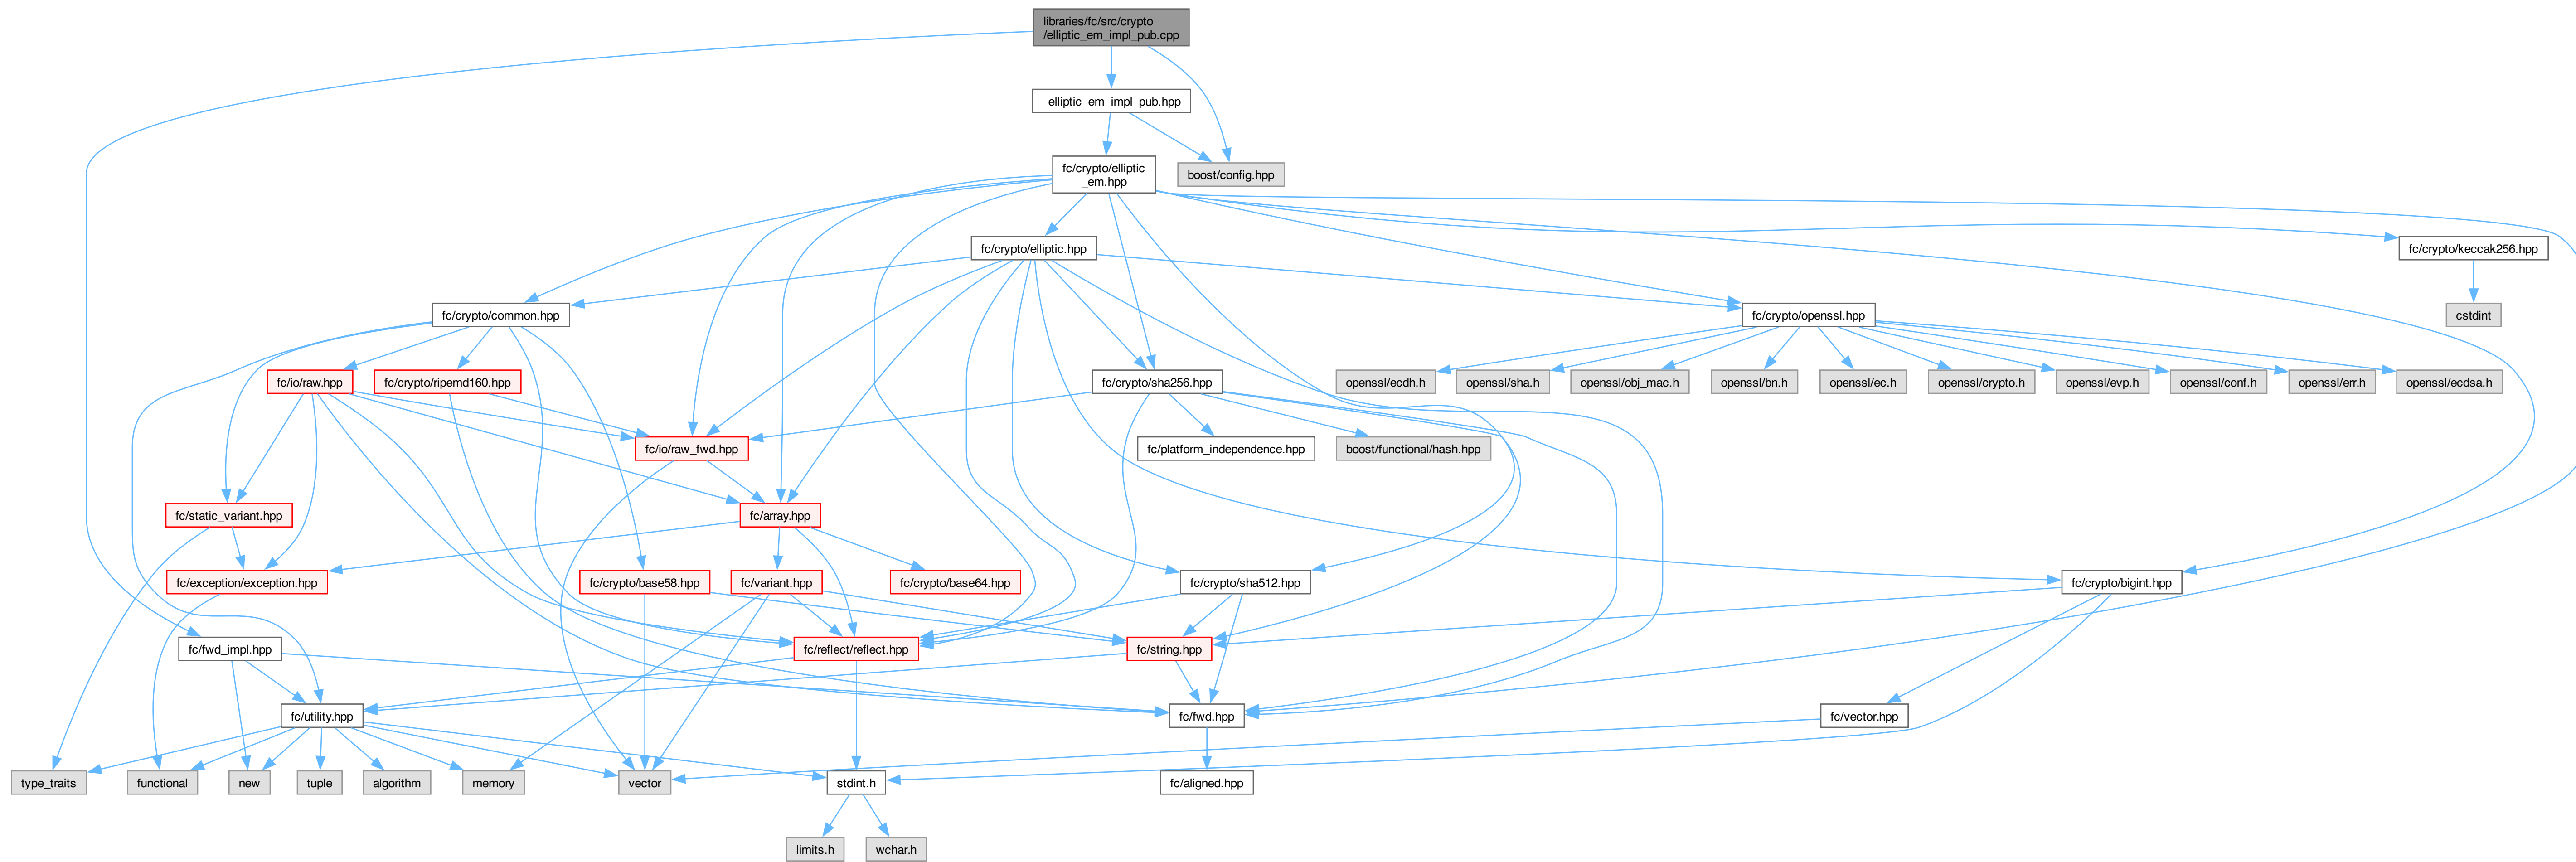 libraries/fc/src/crypto
/elliptic_em_impl_pub.cpp
_elliptic_em_impl_pub.hpp
fc/crypto/elliptic
_em.hpp
boost/config.hpp
fc/crypto/elliptic.hpp
fc/crypto/keccak256.hpp
fc/crypto/common.hpp
fc/crypto/openssl.hpp
cstdint
fc/io/raw.hpp
fc/crypto/ripemd160.hpp
fc/crypto/sha256.hpp
openssl/ecdh.h
openssl/sha.h
openssl/obj_mac.h
openssl/bn.h
openssl/ec.h
openssl/crypto.h
openssl/evp.h
openssl/conf.h
openssl/err.h
openssl/ecdsa.h
fc/io/raw_fwd.hpp
fc/platform_independence.hpp
boost/functional/hash.hpp
fc/static_variant.hpp
fc/array.hpp
fc/exception/exception.hpp
fc/crypto/base58.hpp
fc/variant.hpp
fc/crypto/base64.hpp
fc/crypto/sha512.hpp
fc/crypto/bigint.hpp
fc/fwd_impl.hpp
fc/reflect/reflect.hpp
fc/string.hpp
fc/utility.hpp
fc/fwd.hpp
fc/vector.hpp
type_traits
functional
new
tuple
algorithm
memory
vector
stdint.h
fc/aligned.hpp
limits.h
wchar.h